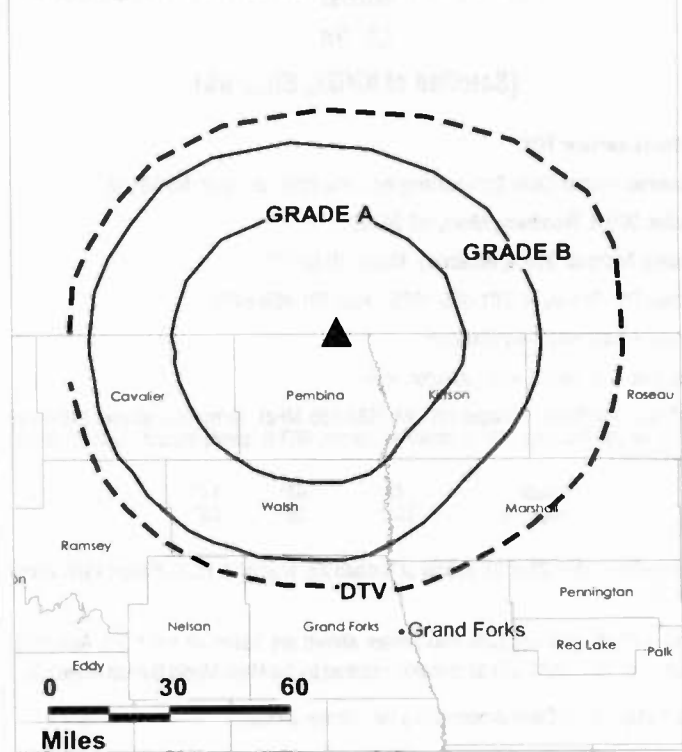 GRADE A
GRADE B
Cavalier
Pembina
Kittson
Roseau
Walsh
Marshall
Ramsey
DTV
Pennington
Nelson
Grand Forks
Grand Forks
Red Lake
Polk
Eddy
0 30 60
Miles